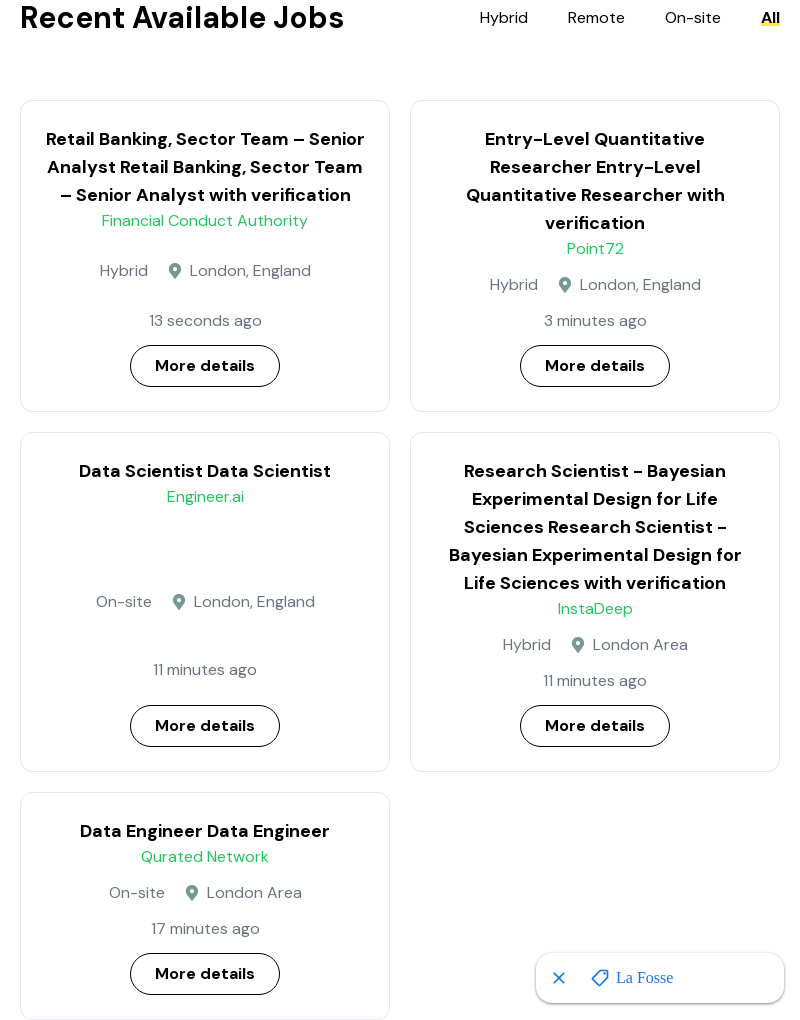 Recent Available Jobs
Hybrid Remote On-site All
Retail Banking, Sector Team – Senior
Analyst Retail Banking, Sector Team
– Senior Analyst with verification
Financial Conduct Authority
Hybrid London, England
13 seconds ago
More details
Entry-Level Quantitative
Researcher Entry-Level
Quantitative Researcher with
verification
Point72
Hybrid London, England
3 minutes ago
More details
Data Scientist Data Scientist
Engineer.ai
On-site London, England
11 minutes ago
More details
Research Scientist - Bayesian
Experimental Design for Life
Sciences Research Scientist -
Bayesian Experimental Design for
Life Sciences with verification
InstaDeep
Hybrid London Area
11 minutes ago
More details
Data Engineer Data Engineer
Qurated Network
On-site London Area
17 minutes ago
More details
La Fosse